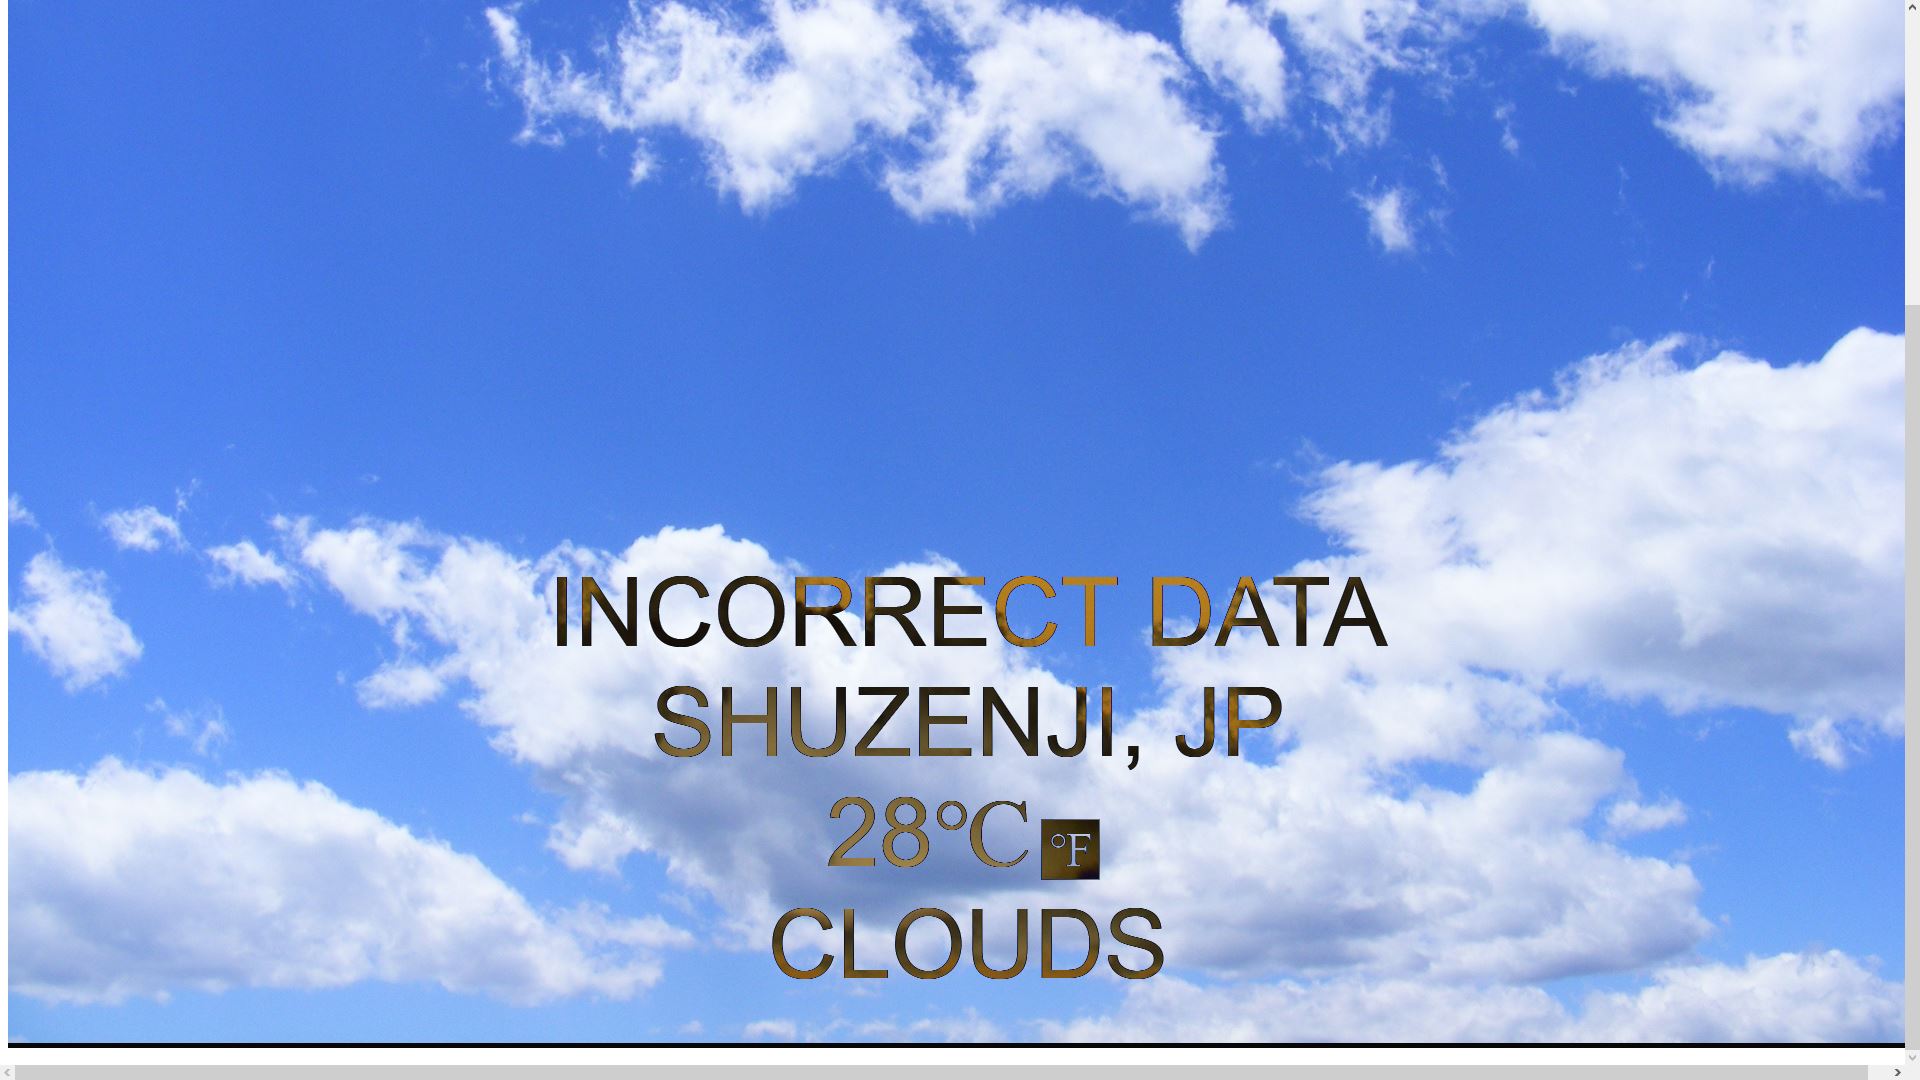 INCORRECT DATA
SHUZENJI, JP
28℃ ℉
CLOUDS